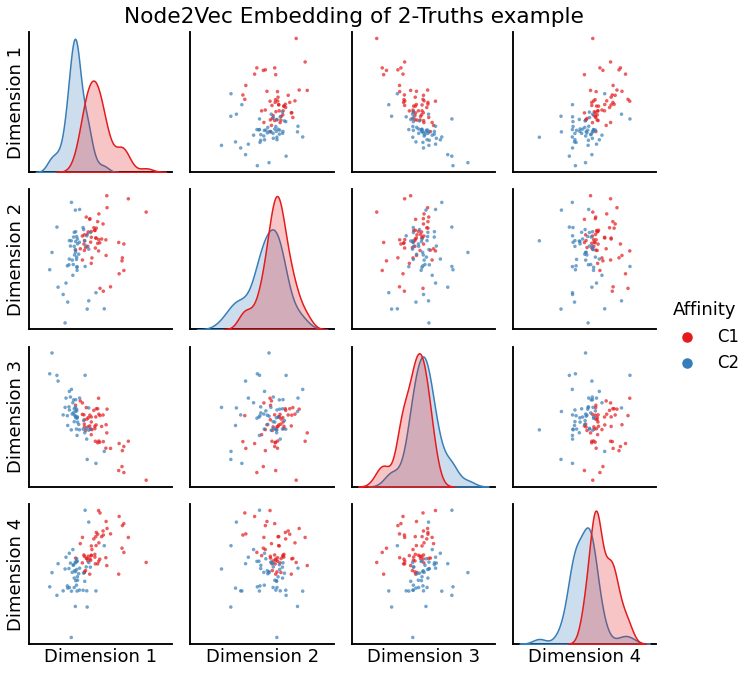 Node2Vec Embedding of 2-Truths example
Dimension 1
Dimension 2
Dimension 3
Dimension 4
Affinity
C1
C2
Dimension 1
Dimension 2
Dimension 3
Dimension 4